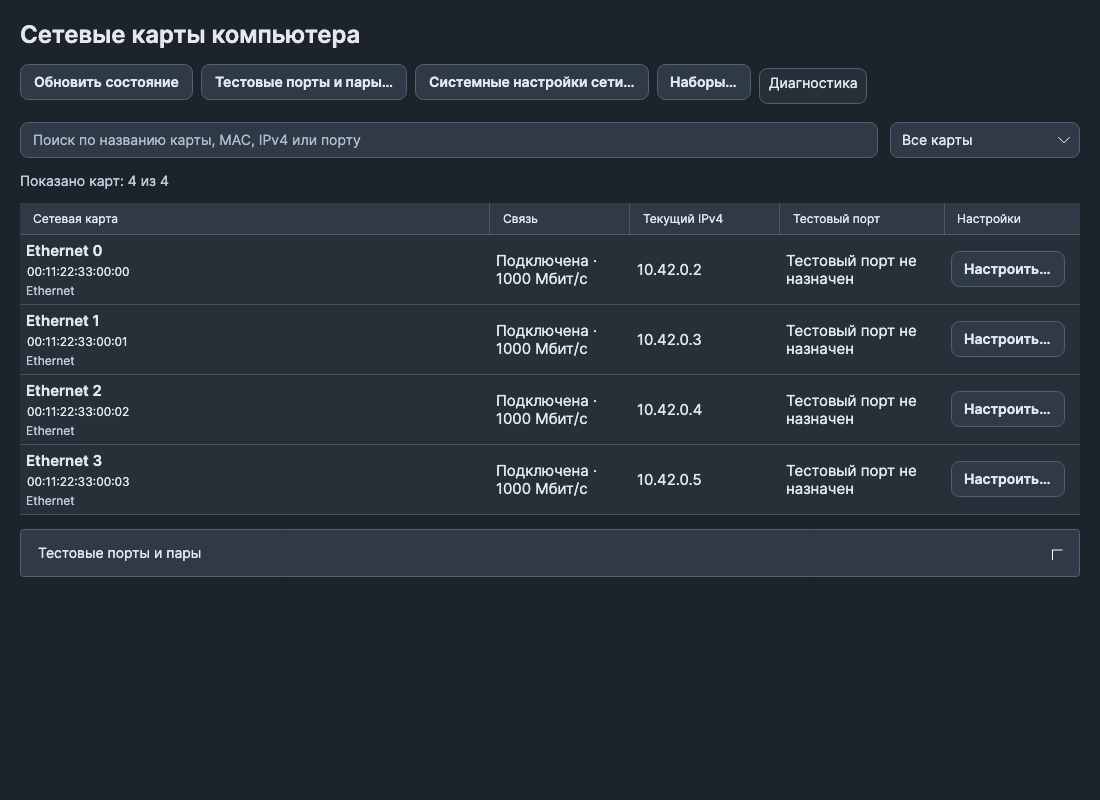 Сетевые карты компьютера
Обновить состояние
Тестовые порты и пары...
Системные настройки сети...
Наборы...
Диагностика
Поиск по названию карты, MAC, IPv4 или порту
Все карты
Показано карт: 4 из 4
Сетевая карта
Связь
Текущий IPv4
Тестовый порт
Настройки
Ethernet 0
00:11:22:33:00:00
Ethernet
Подключена ·
1000 Мбит/с
10.42.0.2
Тестовый порт не
назначен
Настроить...
Ethernet 1
00:11:22:33:00:01
Ethernet
Подключена ·
1000 Мбит/с
10.42.0.3
Тестовый порт не
назначен
Настроить...
Ethernet 2
00:11:22:33:00:02
Ethernet
Подключена ·
1000 Мбит/с
10.42.0.4
Тестовый порт не
назначен
Настроить...
Ethernet 3
00:11:22:33:00:03
Ethernet
Подключена ·
1000 Мбит/с
10.42.0.5
Тестовый порт не
назначен
Настроить...
Тестовые порты и пары